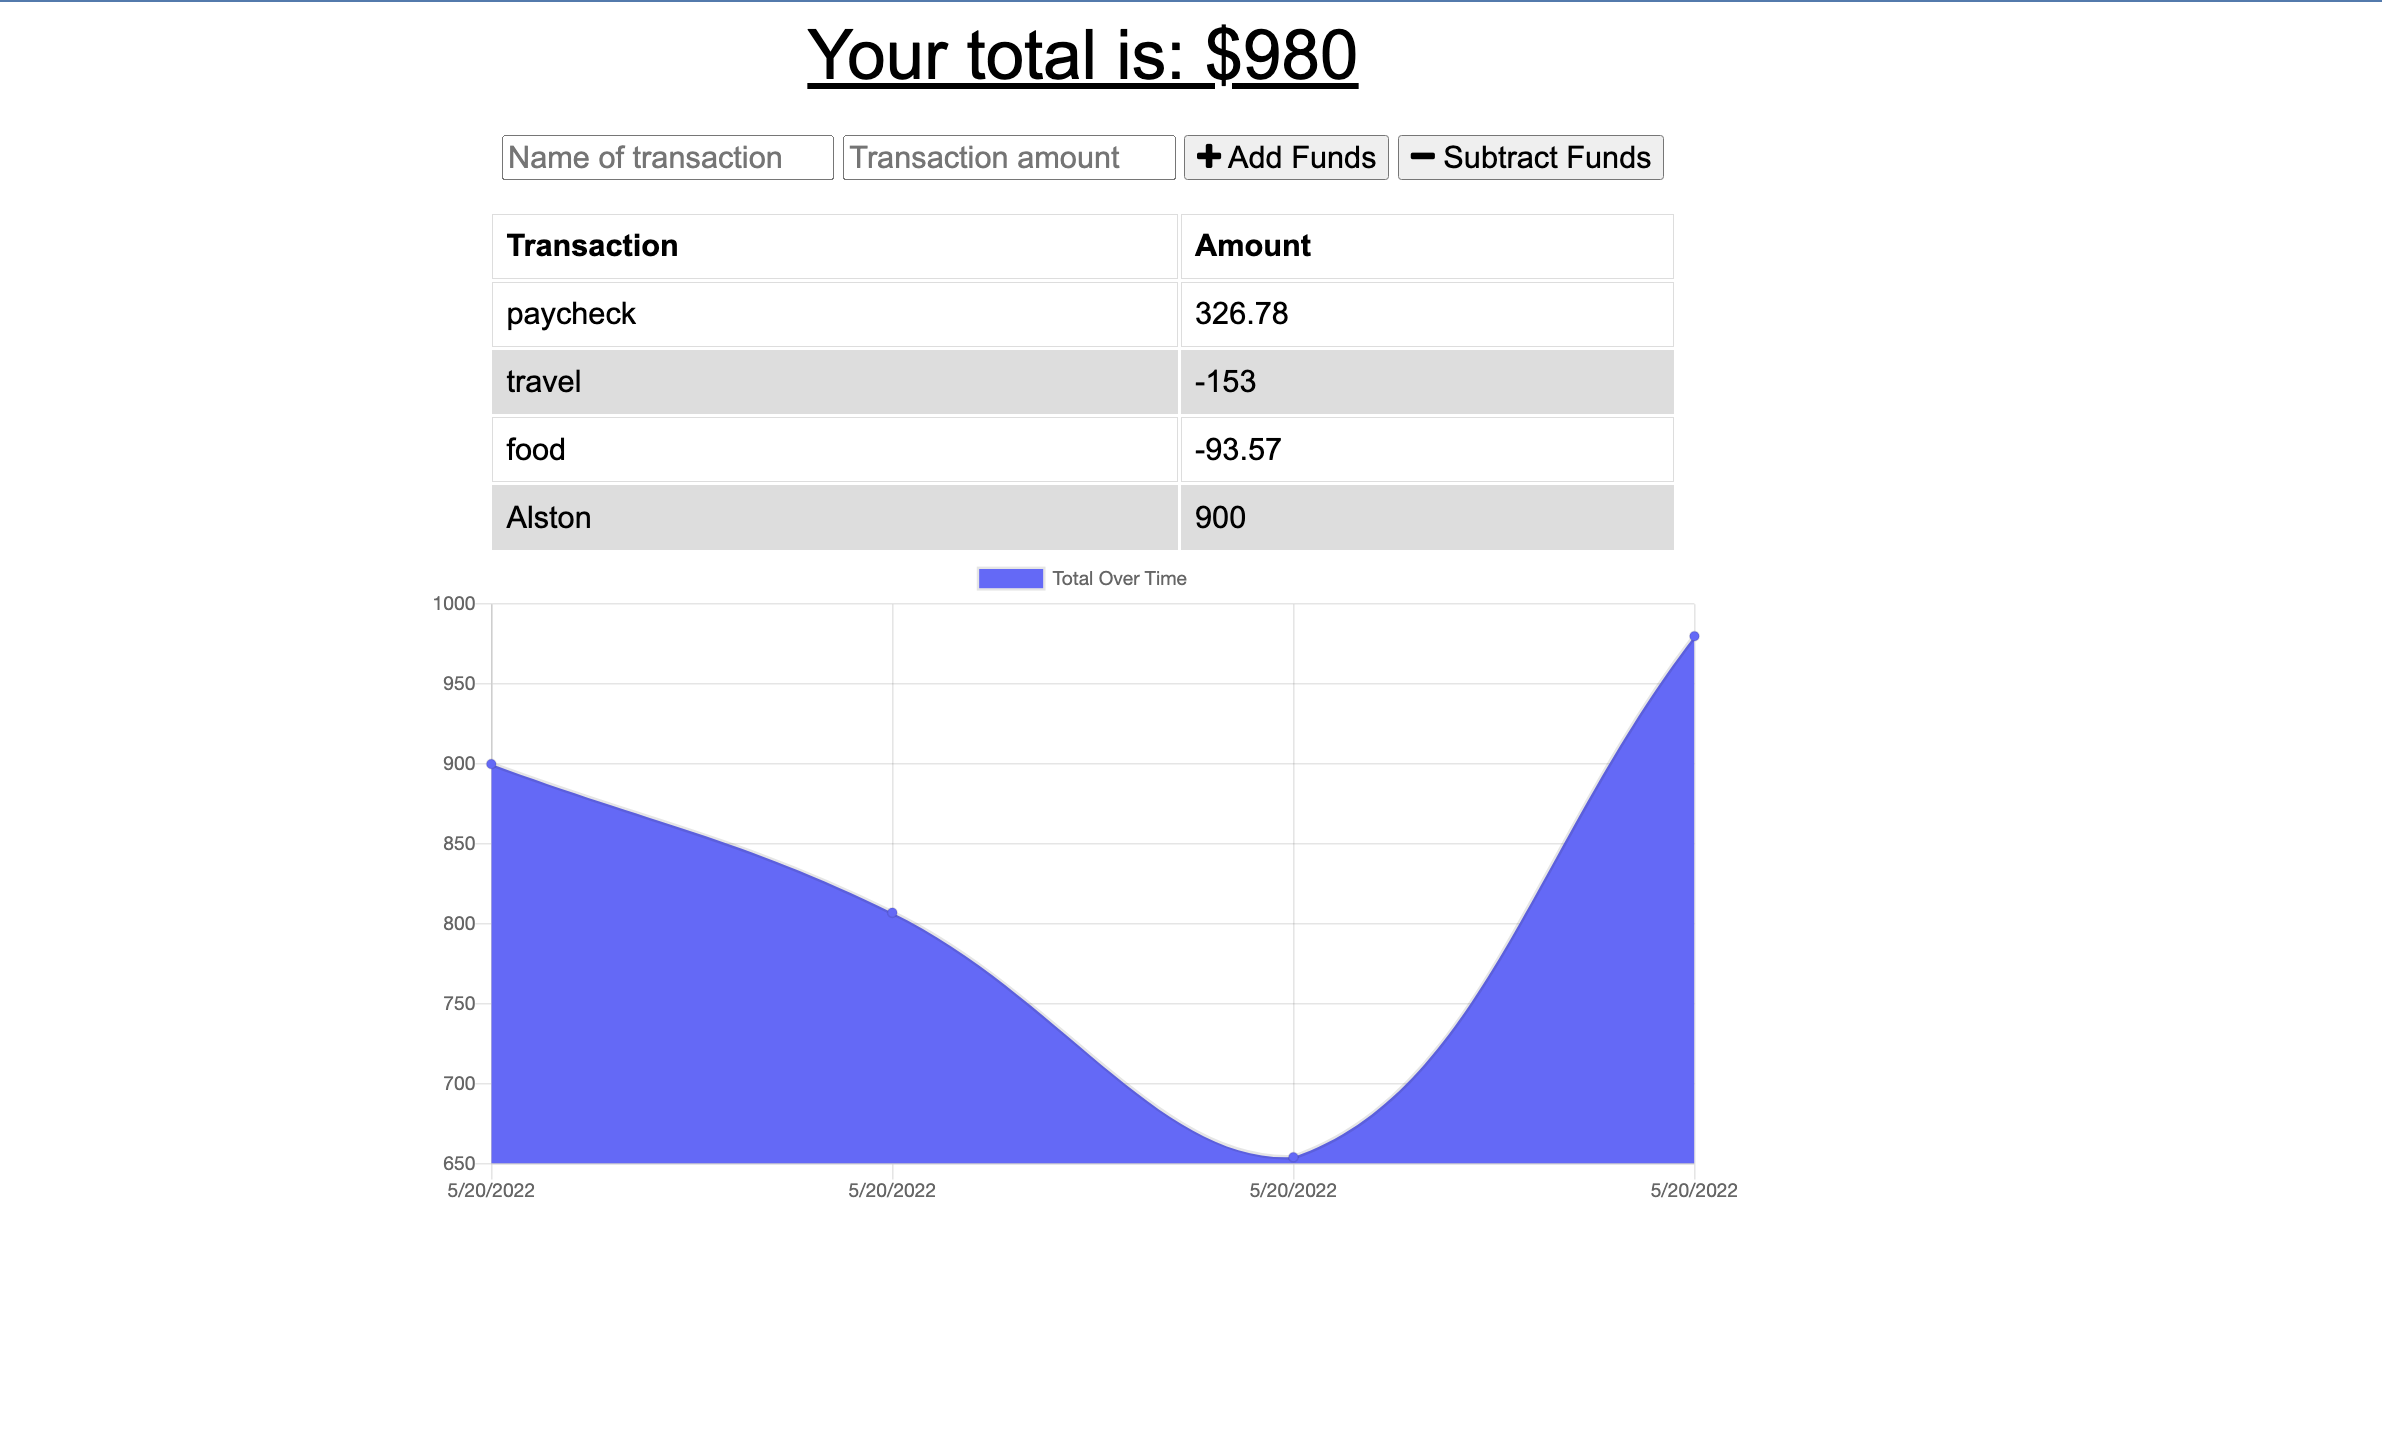 Your total is: $980
Name of transaction Transaction amount Add Funds Subtract Funds
Transaction Amount
paycheck 326.78
travel -153
food -93.57
Alston 900
Total Over Time
1000
950
900
850
800
750
700
650
5/20/2022 5/20/2022 5/20/2022 5/20/2022